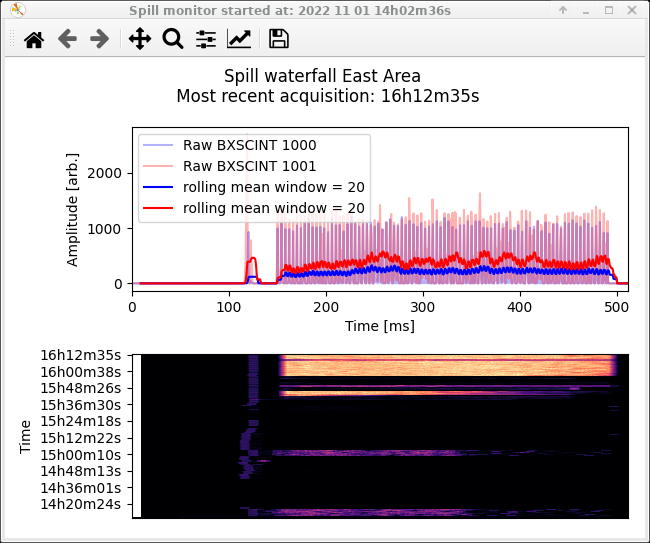 Spill monitor started at: 2022 11 01 14h02m36s
Spill waterfall East Area
Most recent acquisition: 16h12m35s
Raw BXSCINT 1000
Raw BXSCINT 1001
rolling mean window = 20
rolling mean window = 20
Amplitude [arb.]
2000
1000
0
0 100 200 300 400 500
Time [ms]
Time
16h12m35s
16h00m38s
15h48m26s
15h36m30s
15h24m18s
15h12m22s
15h00m10s
14h48m13s
14h36m01s
14h20m24s